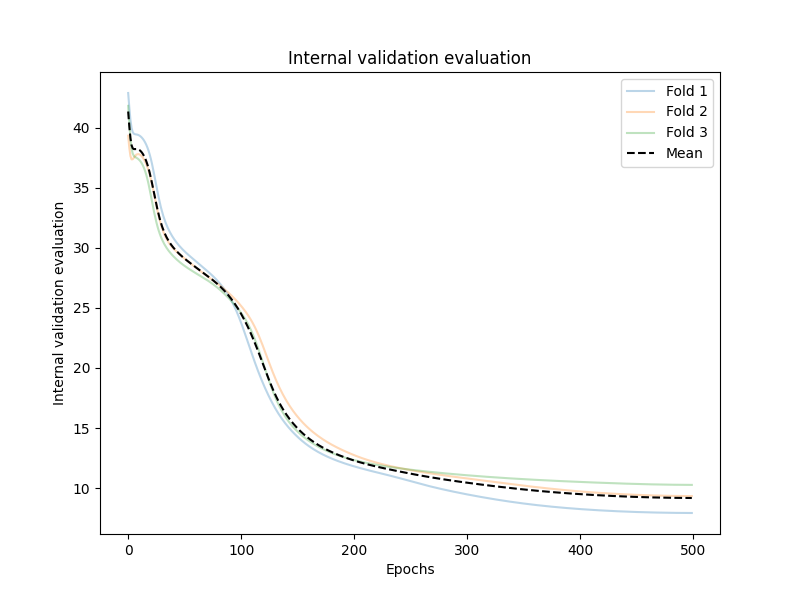 Internal validation evaluation
Fold 1
Fold 2
Fold 3
Mean
Internal validation evaluation
40
35
30
25
20
15
10
0 100 200 300 400 500
Epochs